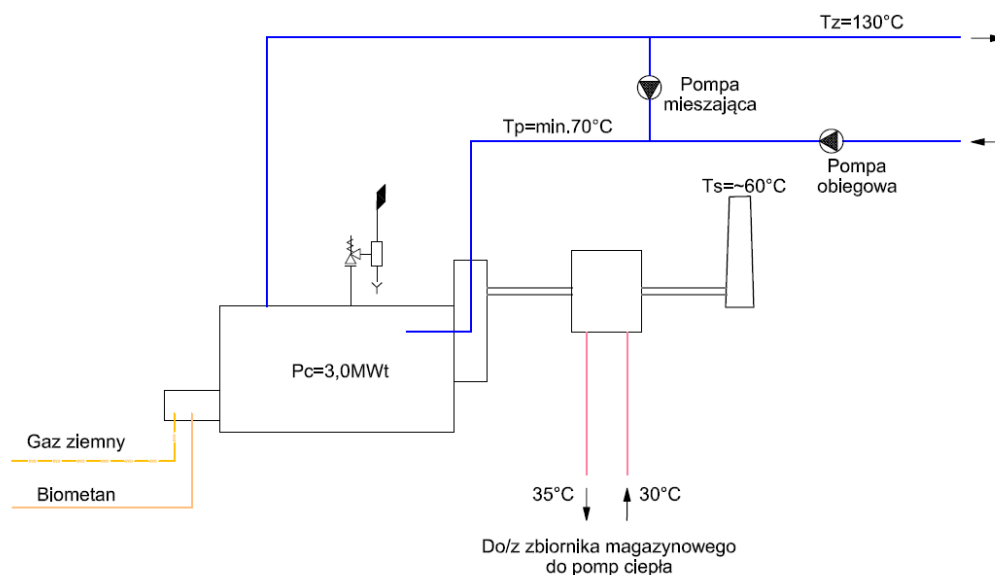 Tz=130°C
Pompa
mieszająca
Tp=min.70°C
Pompa
obiegowa
Ts=~60°C
Pc=3,0MWt
Gaz ziemny
Biometan
35°C
30°C
Do/z zbiornika magazynowego
do pomp ciepła